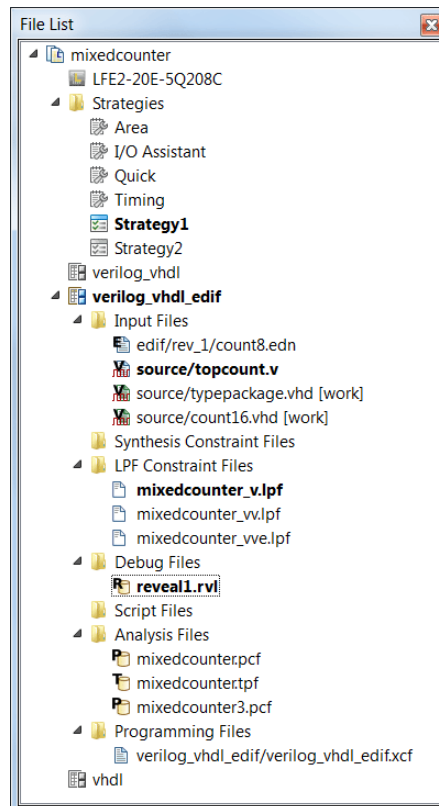 File List
mixedcounter
LFE2-20E-5Q208C
Strategies
Area
I/O Assistant
Quick
Timing
Strategy1
Strategy2
verilog_vhdl
verilog_vhdl_edif
Input Files
edif/rev_1/count8.edn
source/topcount.v
source/typepackage.vhd [work]
source/count16.vhd [work]
Synthesis Constraint Files
LPF Constraint Files
mixedcounter_v.lpf
mixedcounter_vv.lpf
mixedcounter_vve.lpf
Debug Files
reveal1.rvl
Script Files
Analysis Files
mixedcounter.pcf
mixedcounter.tpf
mixedcounter3.pcf
Programming Files
verilog_vhdl_edif/verilog_vhdl_edif.xcf
vhdl